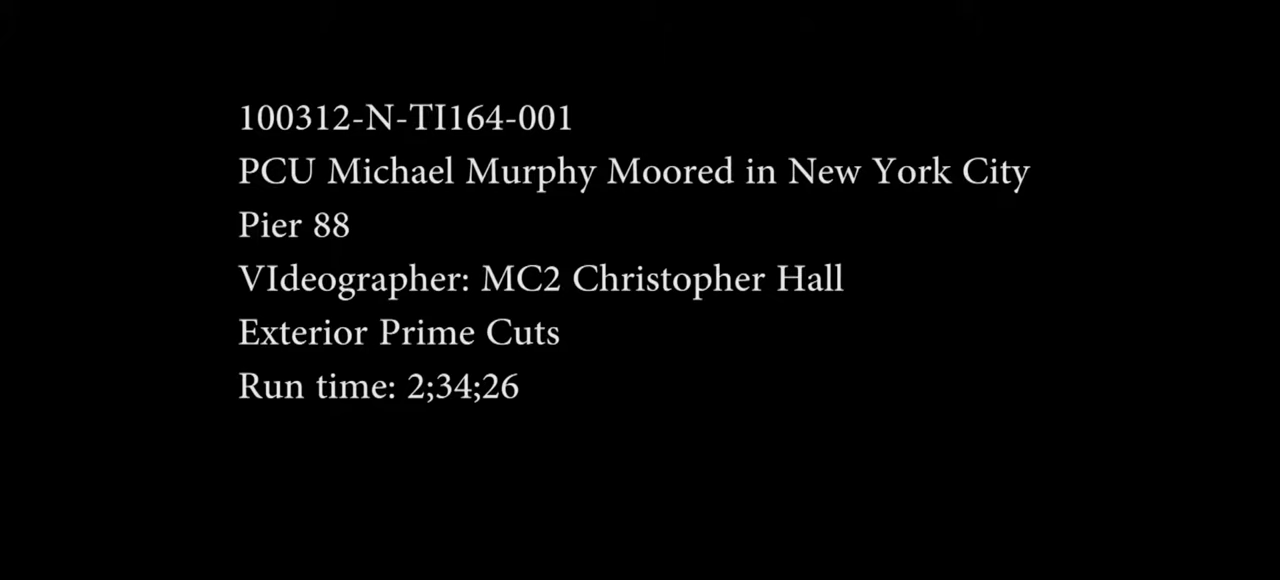 100312-N-TI164-001
PCU Michael Murphy Moored in New York City
Pier 88
VIdeographer: MC2 Christopher Hall
Exterior Prime Cuts
Run time: 2;34;26